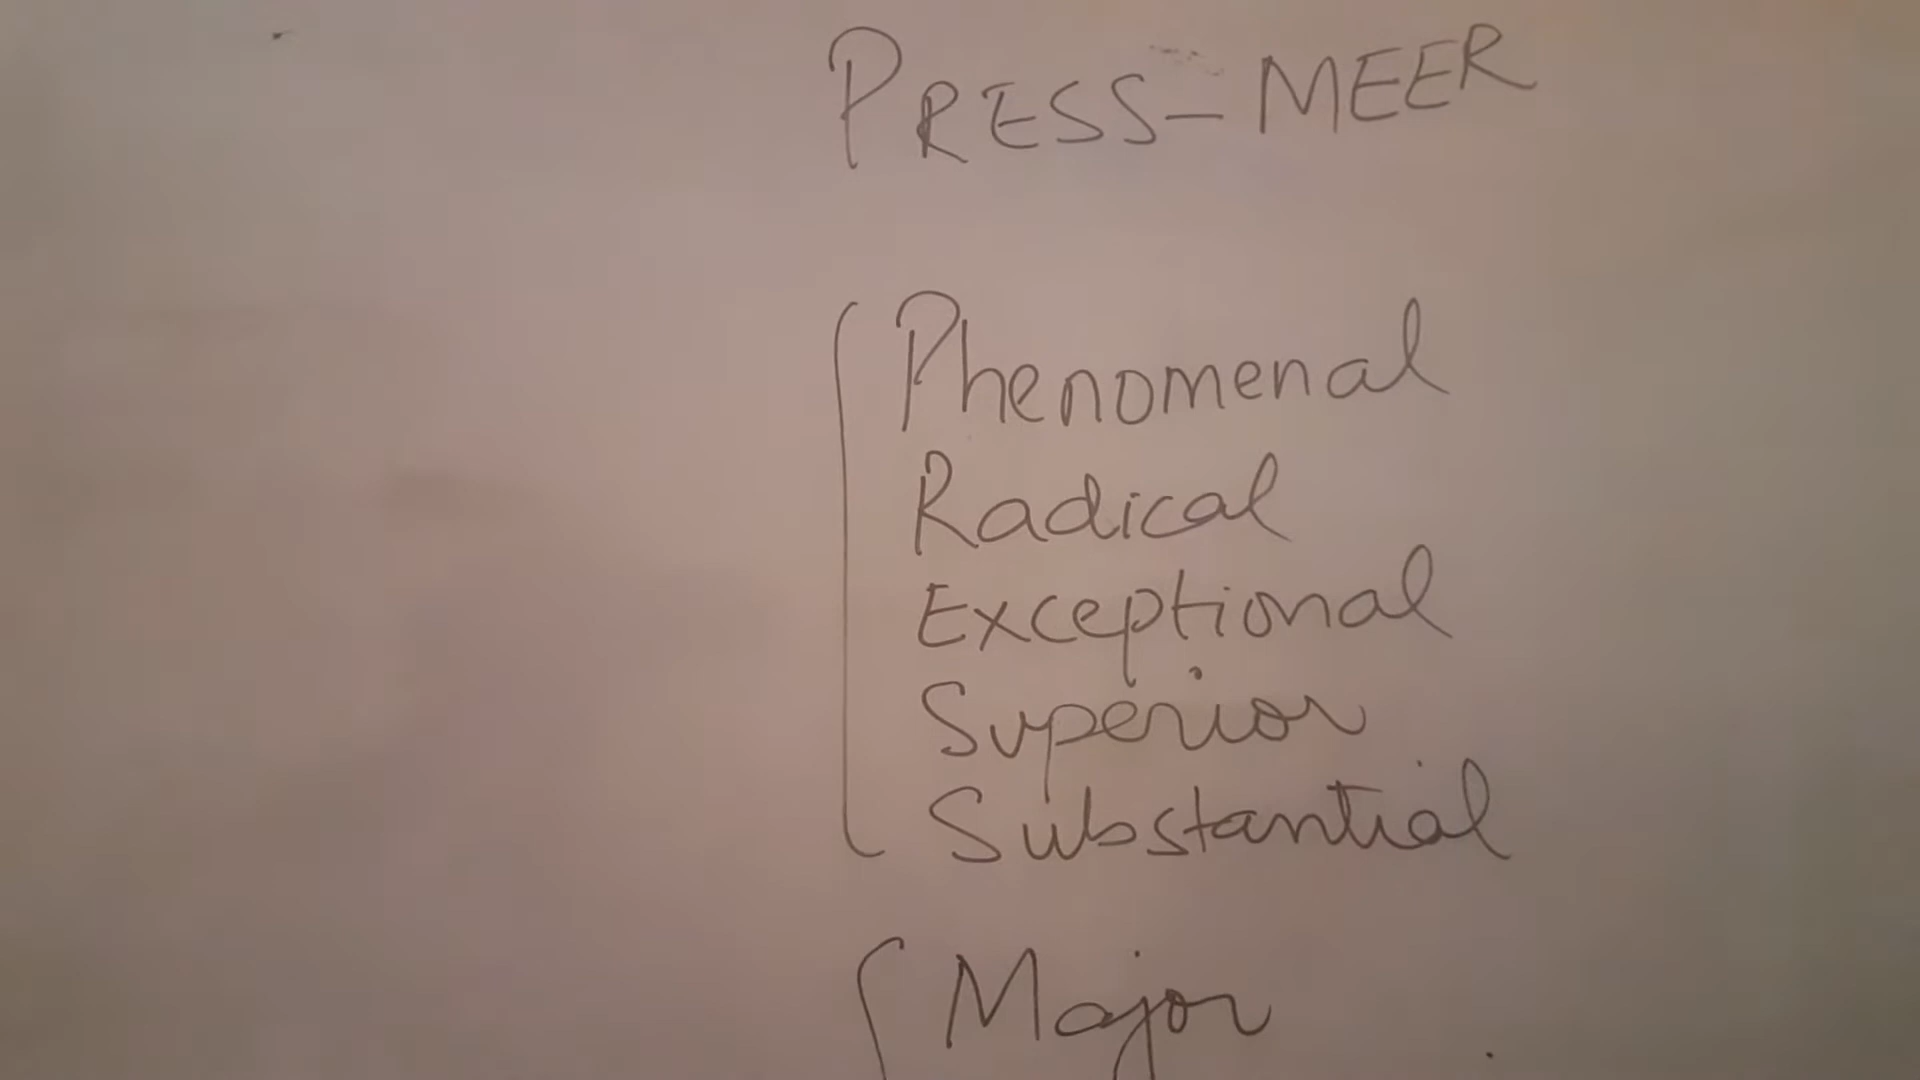 PRESS-MEER
Phenomenal
Radical
Exceptional
Superior
Substantial
Major